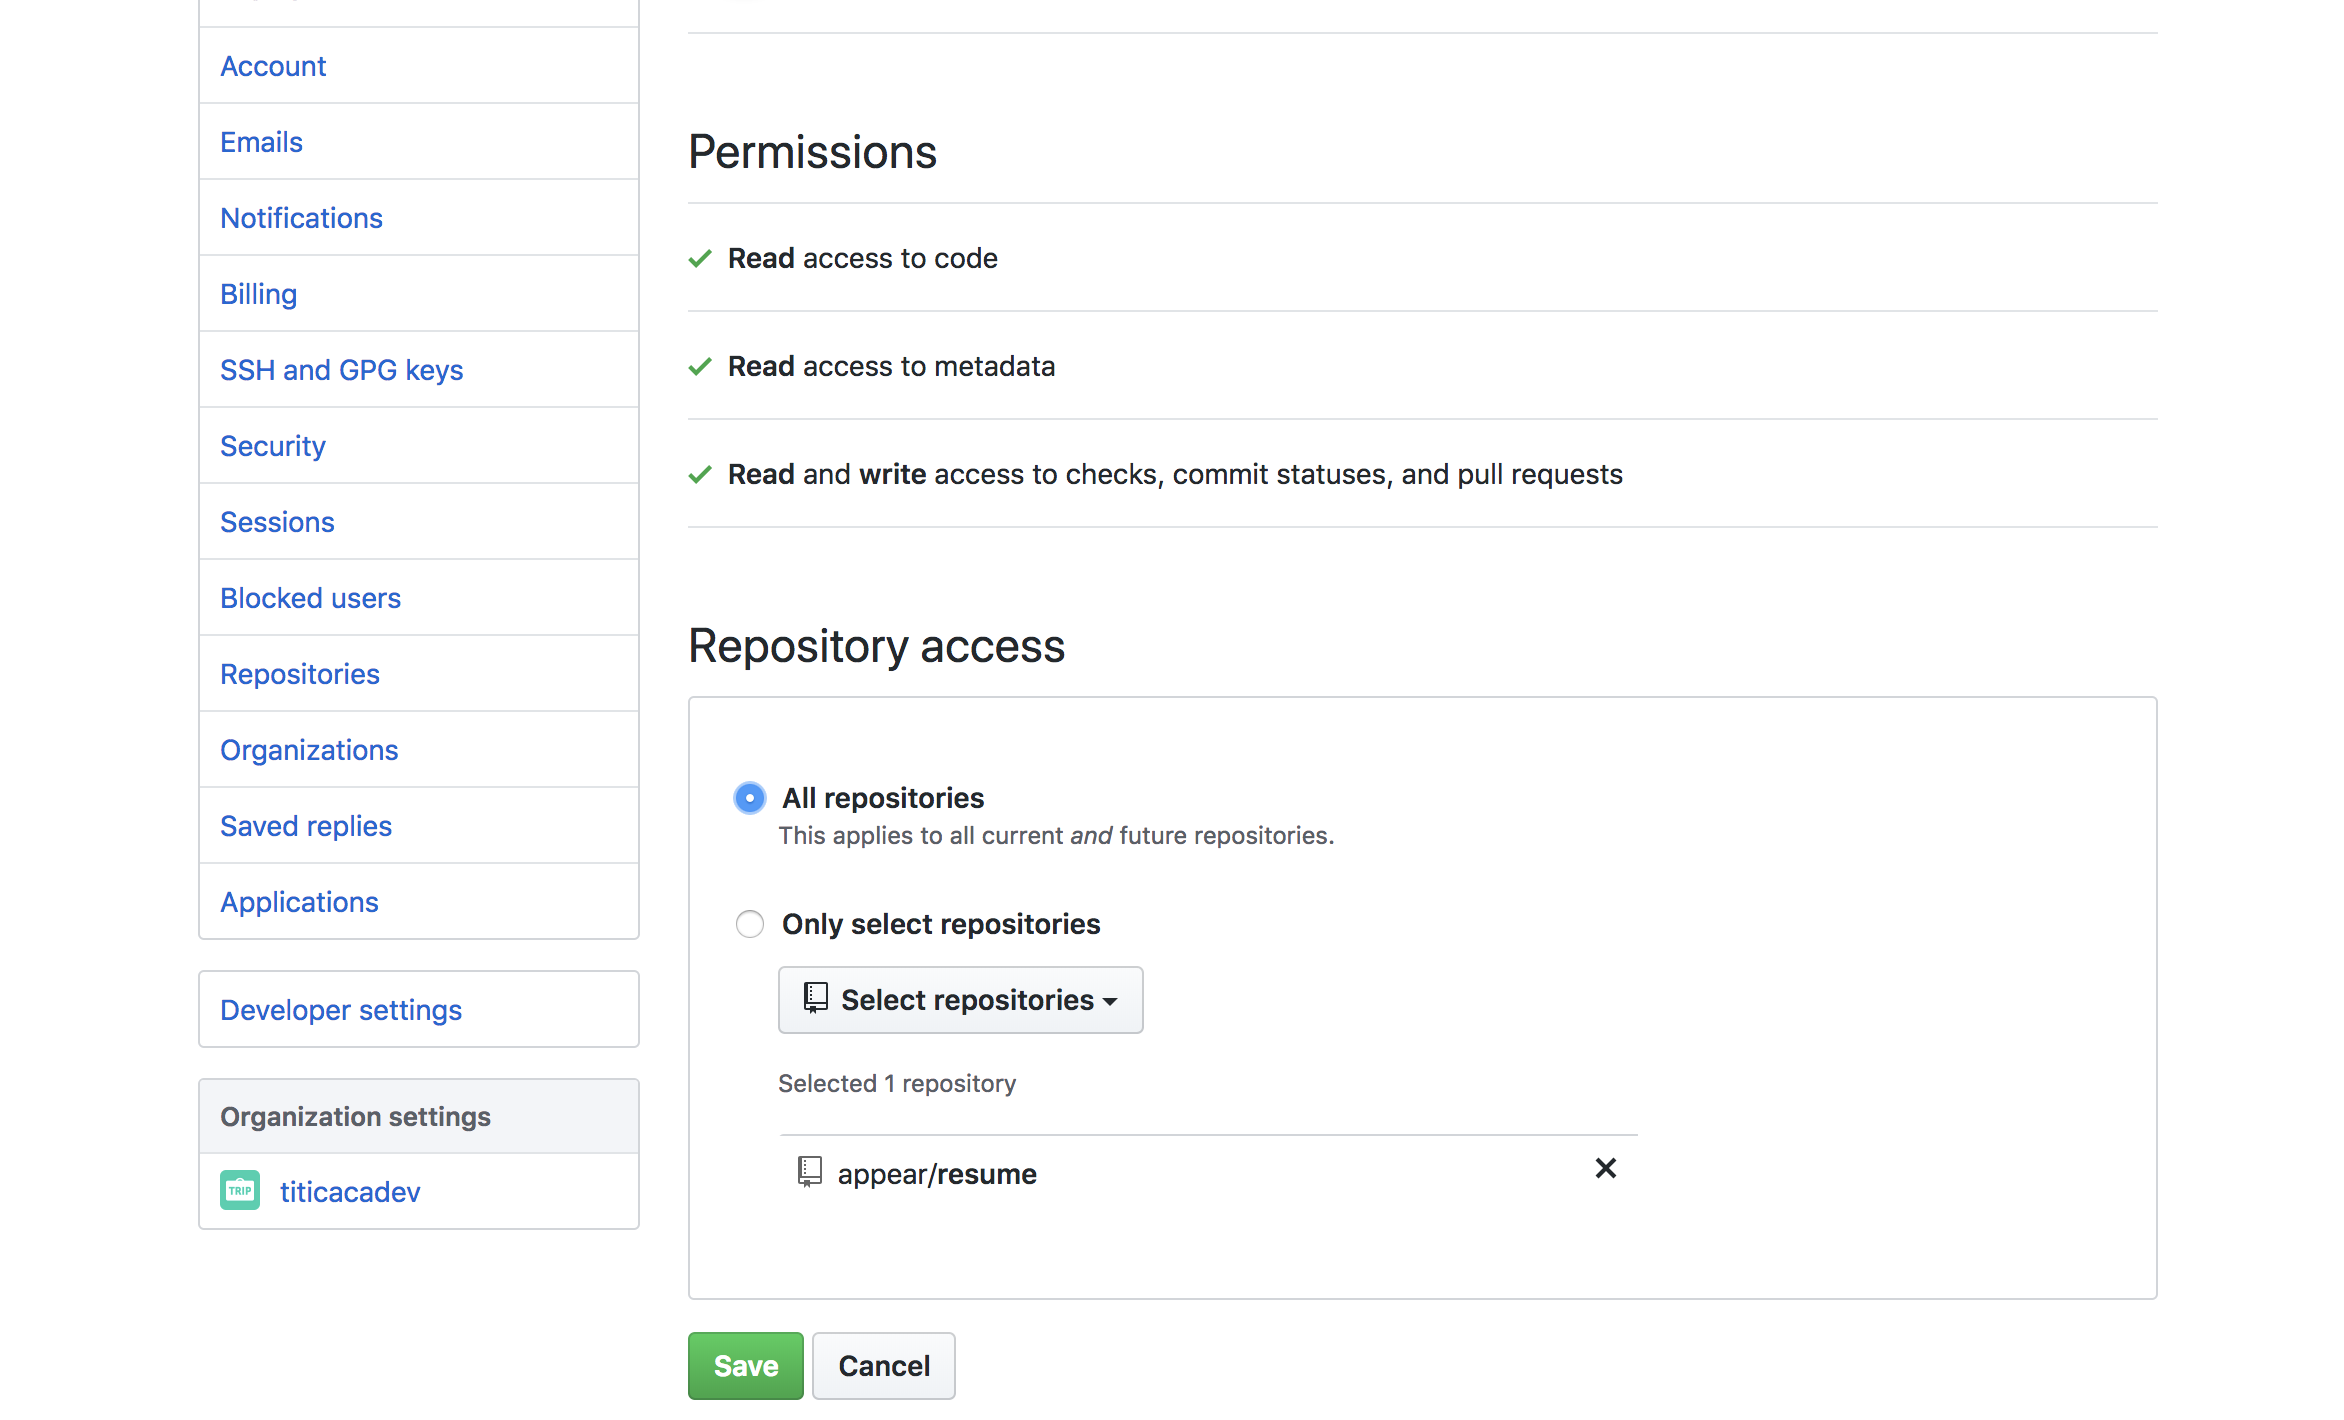 Account
Emails
Notifications
Billing
SSH and GPG keys
Security
Sessions
Blocked users
Repositories
Organizations
Saved replies
Applications
Developer settings
Organization settings
TRIP
titicacadev
Permissions
Read access to code
Read access to metadata
Read and write access to checks, commit statuses, and pull requests
Repository access
All repositories
This applies to all current and future repositories.
Only select repositories
Select repositories
Selected 1 repository
appear/resume
Save
Cancel